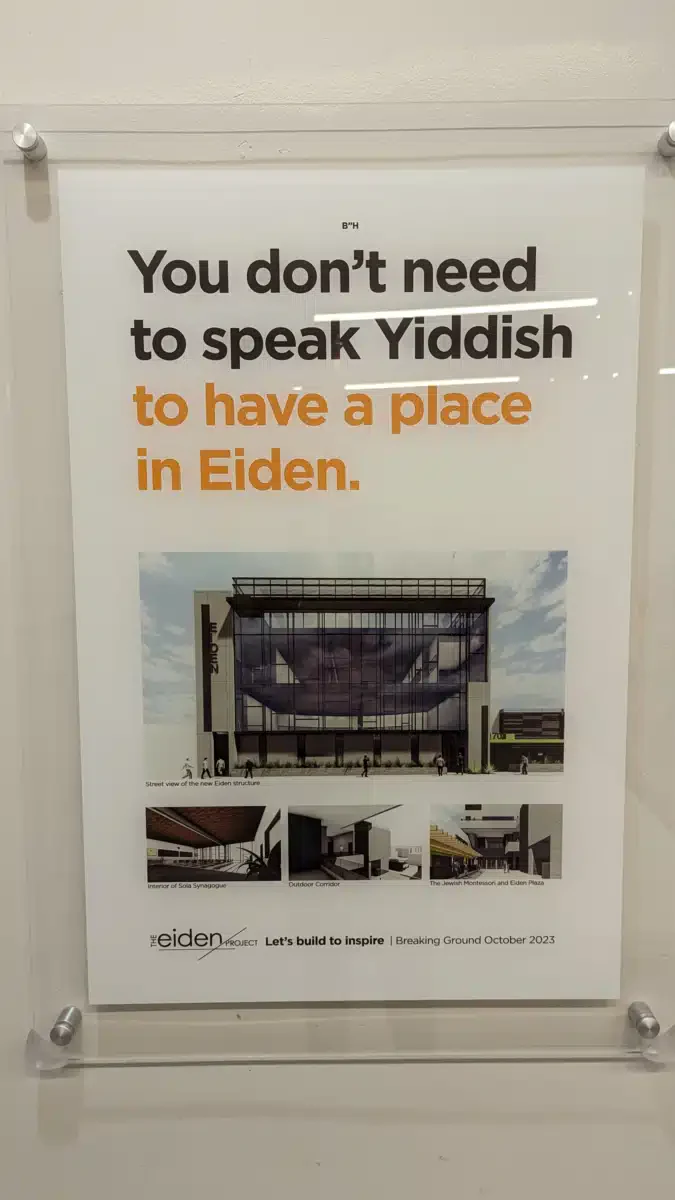 B"H
You don't need
to speak Yiddish
to have a place
in Eiden.
EIDEN
70
Street view of the new Eiden structure
Interior of Sola Synagogue
Outdoor Corridor
The Jewish Montessori and Eiden Plaza
THE eiden PROJECT Let's build to inspire | Breaking Ground October 2023